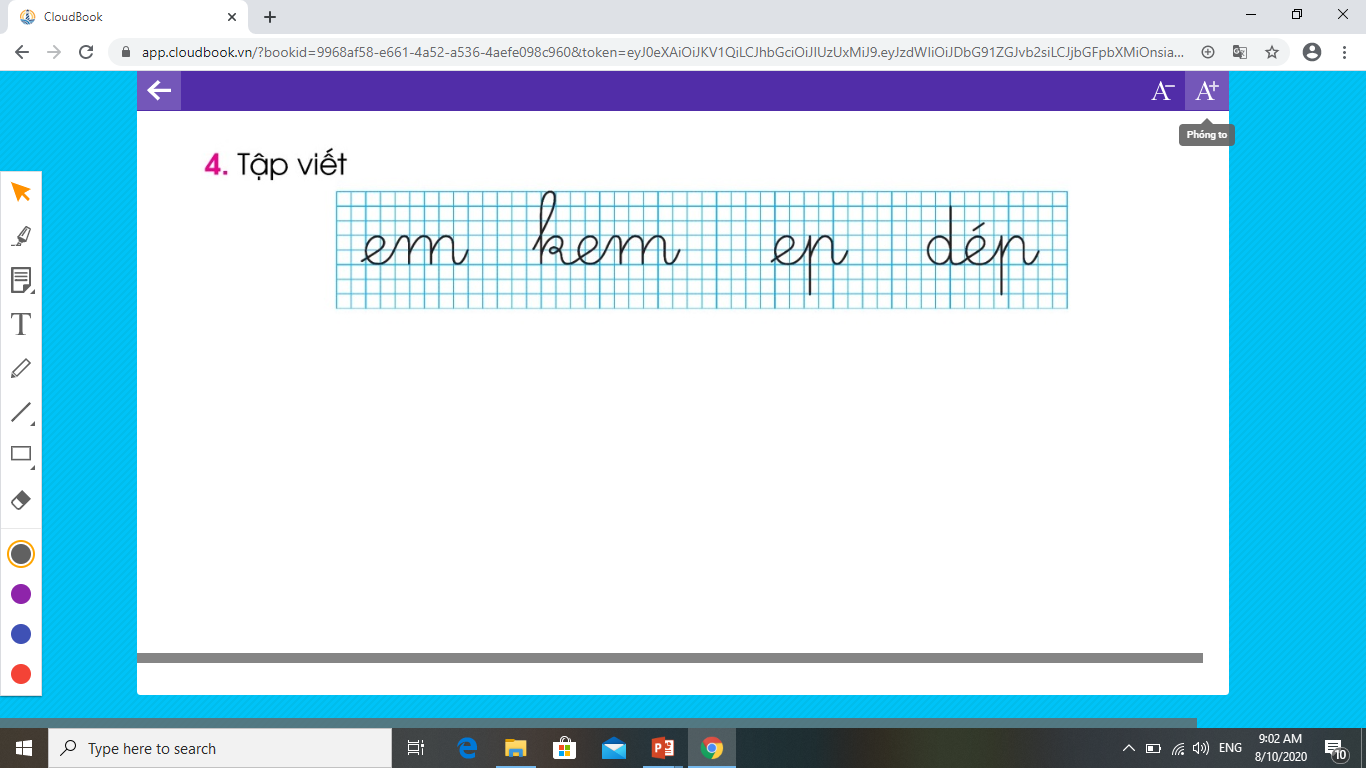 CloudBook
app.cloudbook.vn/?bookid=9968af58-e661-4a52-a536-4aefe098c960&token=eyJ0eXAiOiJKV1QiLCJhbGciOiJIUzUxMiJ9.eyJzdWIiOiJDbG91ZGJvb2siLCJjbGFpbXMiOnsia...
A- A+
Phóng to
4. Tập viết
em kem ep dép
T
Type here to search
ENG
9:02 AM
8/10/2020
10